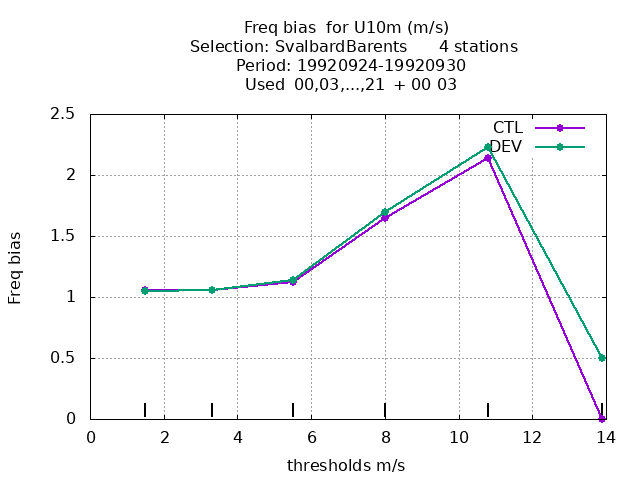 Freq bias  for U10m (m/s)
Selection: SvalbardBarents      4 stations
Period: 19920924-19920930
Used  00,03,...,21  + 00 03
2.5
2
1.5
1
0.5
0
Freq bias
CTL
DEV
0 2 4 6 8 10 12 14
thresholds m/s